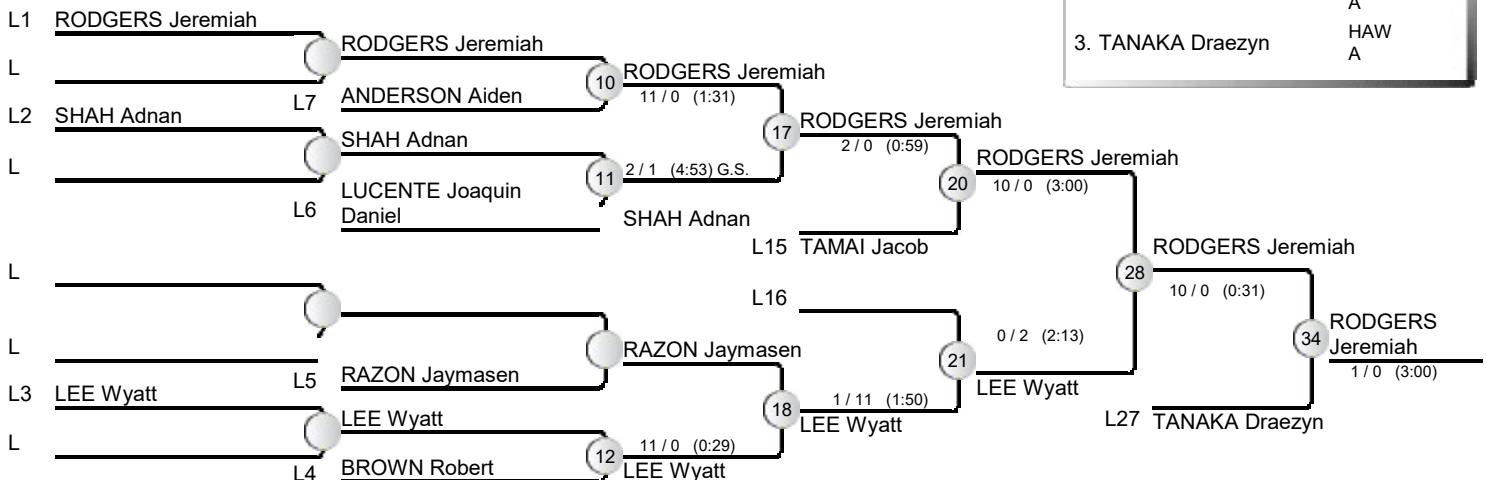 A
HAW
3. TANAKA Draezyn
A
L1 RODGERS Jeremiah
RODGERS Jeremiah
L
10 RODGERS Jeremiah
11 / 0 (1:31)
L7 ANDERSON Aiden
L2 SHAH Adnan
17 RODGERS Jeremiah
2 / 0 (0:59)
SHAH Adnan
RODGERS Jeremiah
L
11 2 / 1 (4:53) G.S.
20 10 / 0 (3:00)
LUCENTE Joaquin
L6 Daniel
SHAH Adnan
L15 TAMAI Jacob
RODGERS Jeremiah
L
28
10 / 0 (0:31)
L16
RODGERS
34 Jeremiah
0 / 2 (2:13)
L
RAZON Jaymasen
21
1 / 0 (3:00)
L5 RAZON Jaymasen
LEE Wyatt
L3 LEE Wyatt
1 / 11 (1:50)
18 LEE Wyatt
L27 TANAKA Draezyn
LEE Wyatt
L
11 / 0 (0:29)
12 LEE Wyatt
L4 BROWN Robert